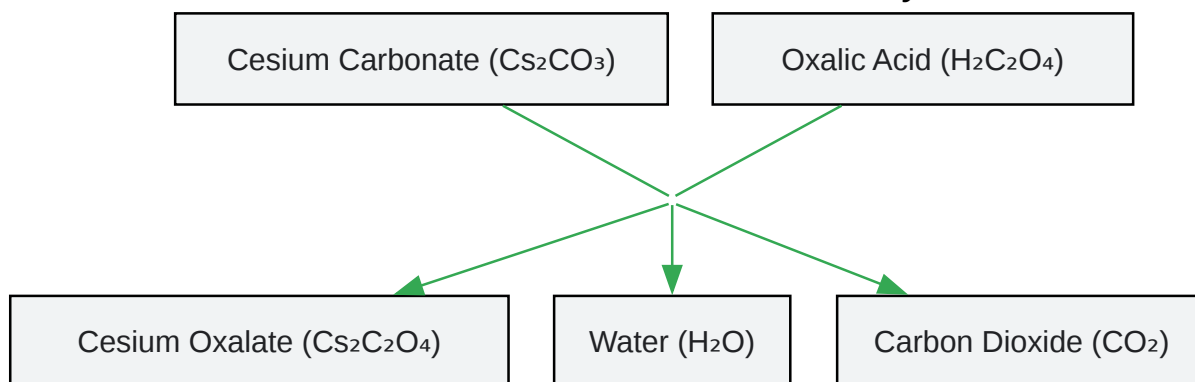 Cesium Carbonate (Cs₂CO₃)
Oxalic Acid (H₂C₂O₄)
Cesium Oxalate (Cs₂C₂O₄)
Water (H₂O)
Carbon Dioxide (CO₂)